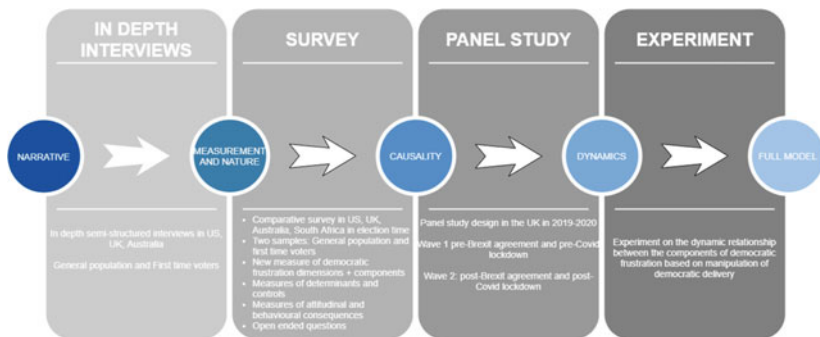 IN DEPTH
INTERVIEWS
SURVEY
PANEL STUDY
EXPERIMENT
NARRATIVE
MEASUREMENT
AND NATURE
CAUSALITY
DYNAMICS
FULL MODEL
In depth semi-structured interviews in US,
UK, Australia
General population and First time voters
• Comparative survey in US, UK,
Australia, South Africa in election time
• Two samples: General population and
first time voters
• New measure of democratic
frustration dimensions + components
• Measures of determinants and
controls
• Measures of attitudinal and
behavioural consequences
• Open ended questions
Panel study design in the UK in 2019-2020
Wave 1 pre-Brexit agreement and pre-Covid
lockdown
Wave 2: post-Brexit agreement and post-
Covid lockdown
Experiment on the dynamic relationship
between the components of democratic
frustration based on manipulation of
democratic delivery